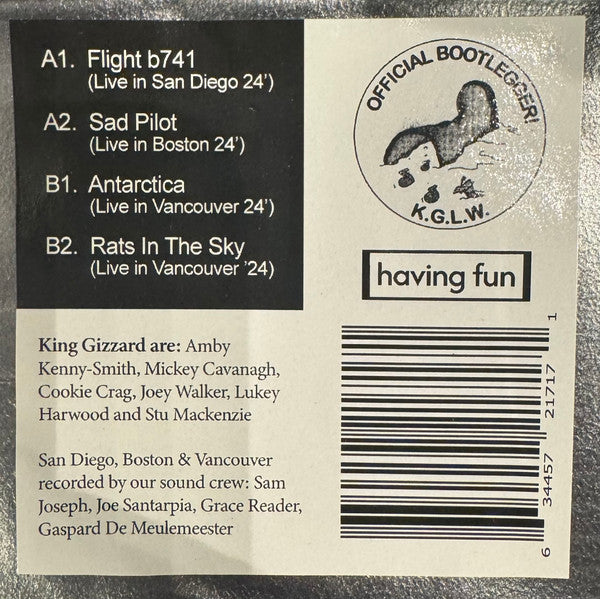 A1. Flight b741
(Live in San Diego 24')
A2. Sad Pilot
(Live in Boston 24')
B1. Antarctica
(Live in Vancouver 24')
B2. Rats In The Sky
(Live in Vancouver '24)
OFFICIAL BOOTLEGGER!
K.G.L.W.
having fun
King Gizzard are: Amby
Kenny-Smith, Mickey Cavanagh,
Cookie Crag, Joey Walker, Lukey
Harwood and Stu Mackenzie
San Diego, Boston & Vancouver
recorded by our sound crew: Sam
Joseph, Joe Santarpia, Grace Reader,
Gaspard De Meulemeester
6 34457 21717 1